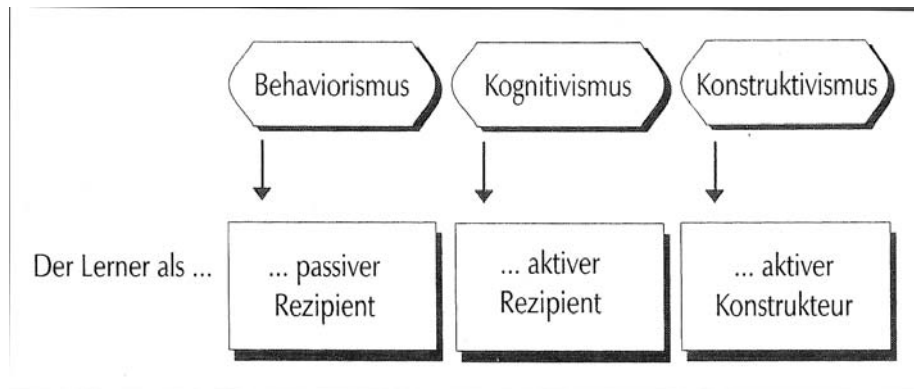 Behaviorismus Kognitivismus Konstruktivismus
Der Lerner als ... ... passiver ... aktiver ... aktiver
Rezipient Rezipient Konstrukteur